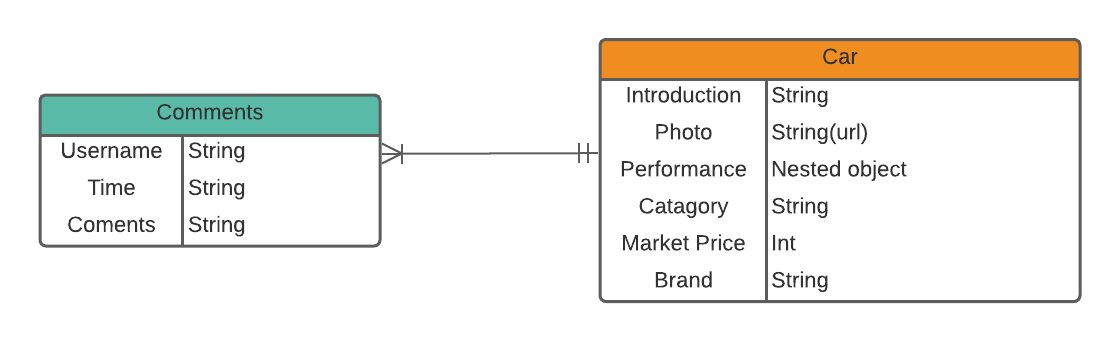 Comments
Username String
Time String
Coments String
Car
Introduction String
Photo String(url)
Performance Nested object
Catagory String
Market Price Int
Brand String